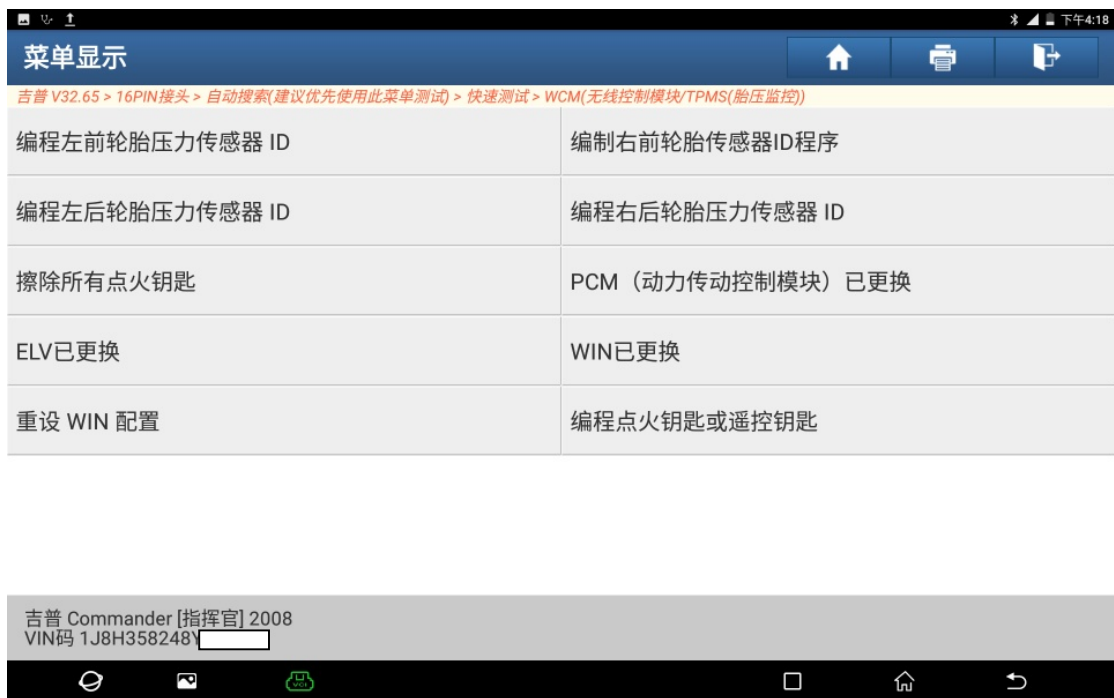 下午4:18
菜单显示
吉普 V32.65 > 16PIN接头 > 自动搜索(建议优先使用此菜单测试) > 快速测试 > WCM(无线控制模块/TPMS(胎压监控))
编程左前轮胎压力传感器 ID
编制右前轮胎传感器ID程序
编程左后轮胎压力传感器 ID
编程右后轮胎压力传感器 ID
擦除所有点火钥匙
PCM（动力传动控制模块）已更换
ELV已更换
WIN已更换
重设 WIN 配置
编程点火钥匙或遥控钥匙
吉普 Commander [指挥官] 2008
VIN码 1J8H358248Y
VCI